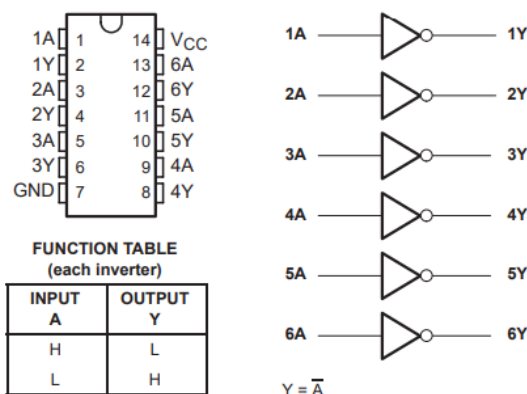 1A 1 14 VCC
1Y 2 13 6A
2A 3 12 6Y
2Y 4 11 5A
3A 5 10 5Y
3Y 6 9 4A
GND 7 8 4Y
FUNCTION TABLE
(each inverter)
INPUT OUTPUT
A Y
H L
L H
1A 1Y
2A 2Y
3A 3Y
4A 4Y
5A 5Y
6A 6Y
Y = A̅